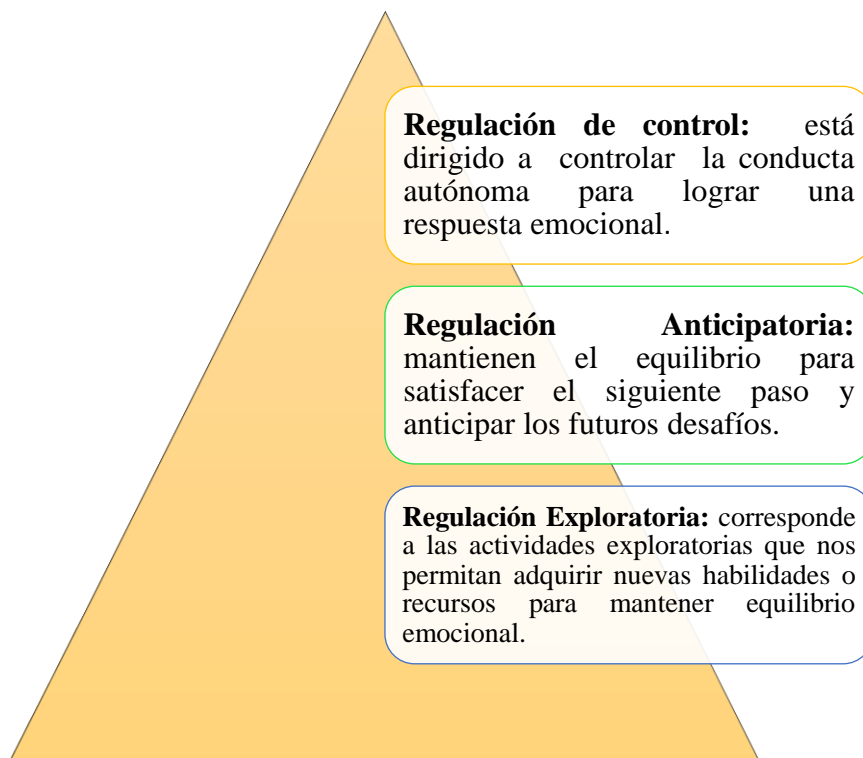 Regulación de control: está
dirigido a controlar la conducta
autónoma para lograr una
respuesta emocional.
Regulación Anticipatoria:
mantienen el equilibrio para
satisfacer el siguiente paso y
anticipar los futuros desafíos.
Regulación Exploratoria: corresponde
a las actividades exploratorias que nos
permitan adquirir nuevas habilidades o
recursos para mantener equilibrio
emocional.